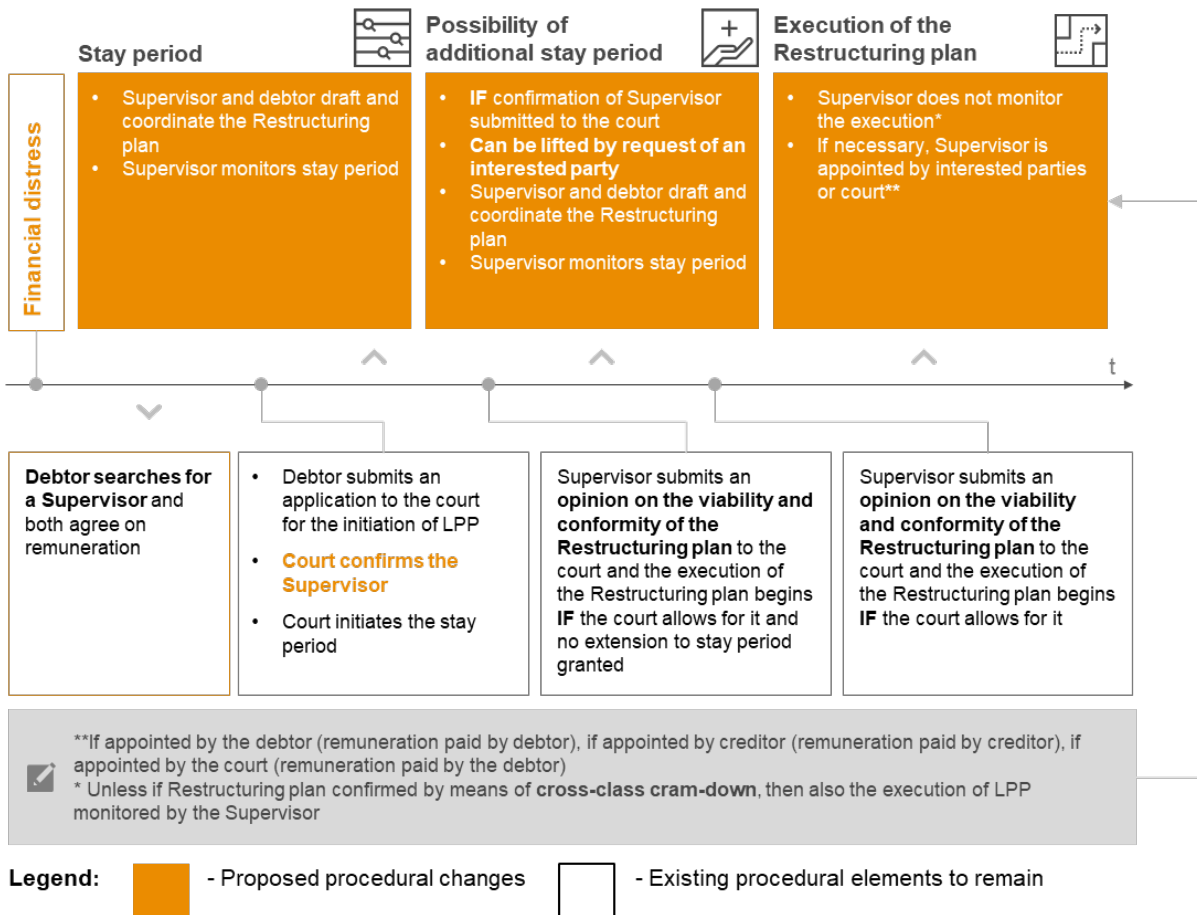 Stay period
Possibility of
additional stay period
Execution of the
Restructuring plan
Financial distress
• Supervisor and debtor draft and
coordinate the Restructuring
plan
• Supervisor monitors stay period
• IF confirmation of Supervisor
submitted to the court
• Can be lifted by request of an
interested party
• Supervisor and debtor draft and
coordinate the Restructuring
plan
• Supervisor monitors stay period
• Supervisor does not monitor
the execution*
• If necessary, Supervisor is
appointed by interested parties
or court**
t
Debtor searches for
a Supervisor and
both agree on
remuneration
• Debtor submits an
application to the court
for the initiation of LPP
• Court confirms the
Supervisor
• Court initiates the stay
period
Supervisor submits an
opinion on the viability and
conformity of the
Restructuring plan to the
court and the execution of
the Restructuring plan begins
IF the court allows for it and
no extension to stay period
granted
Supervisor submits an
opinion on the viability
and conformity of the
Restructuring plan to the
court and the execution of
the Restructuring plan begins
IF the court allows for it
**If appointed by the debtor (remuneration paid by debtor), if appointed by creditor (remuneration paid by creditor), if
appointed by the court (remuneration paid by the debtor)
* Unless if Restructuring plan confirmed by means of cross-class cram-down, then also the execution of LPP
monitored by the Supervisor
Legend:
- Proposed procedural changes
- Existing procedural elements to remain